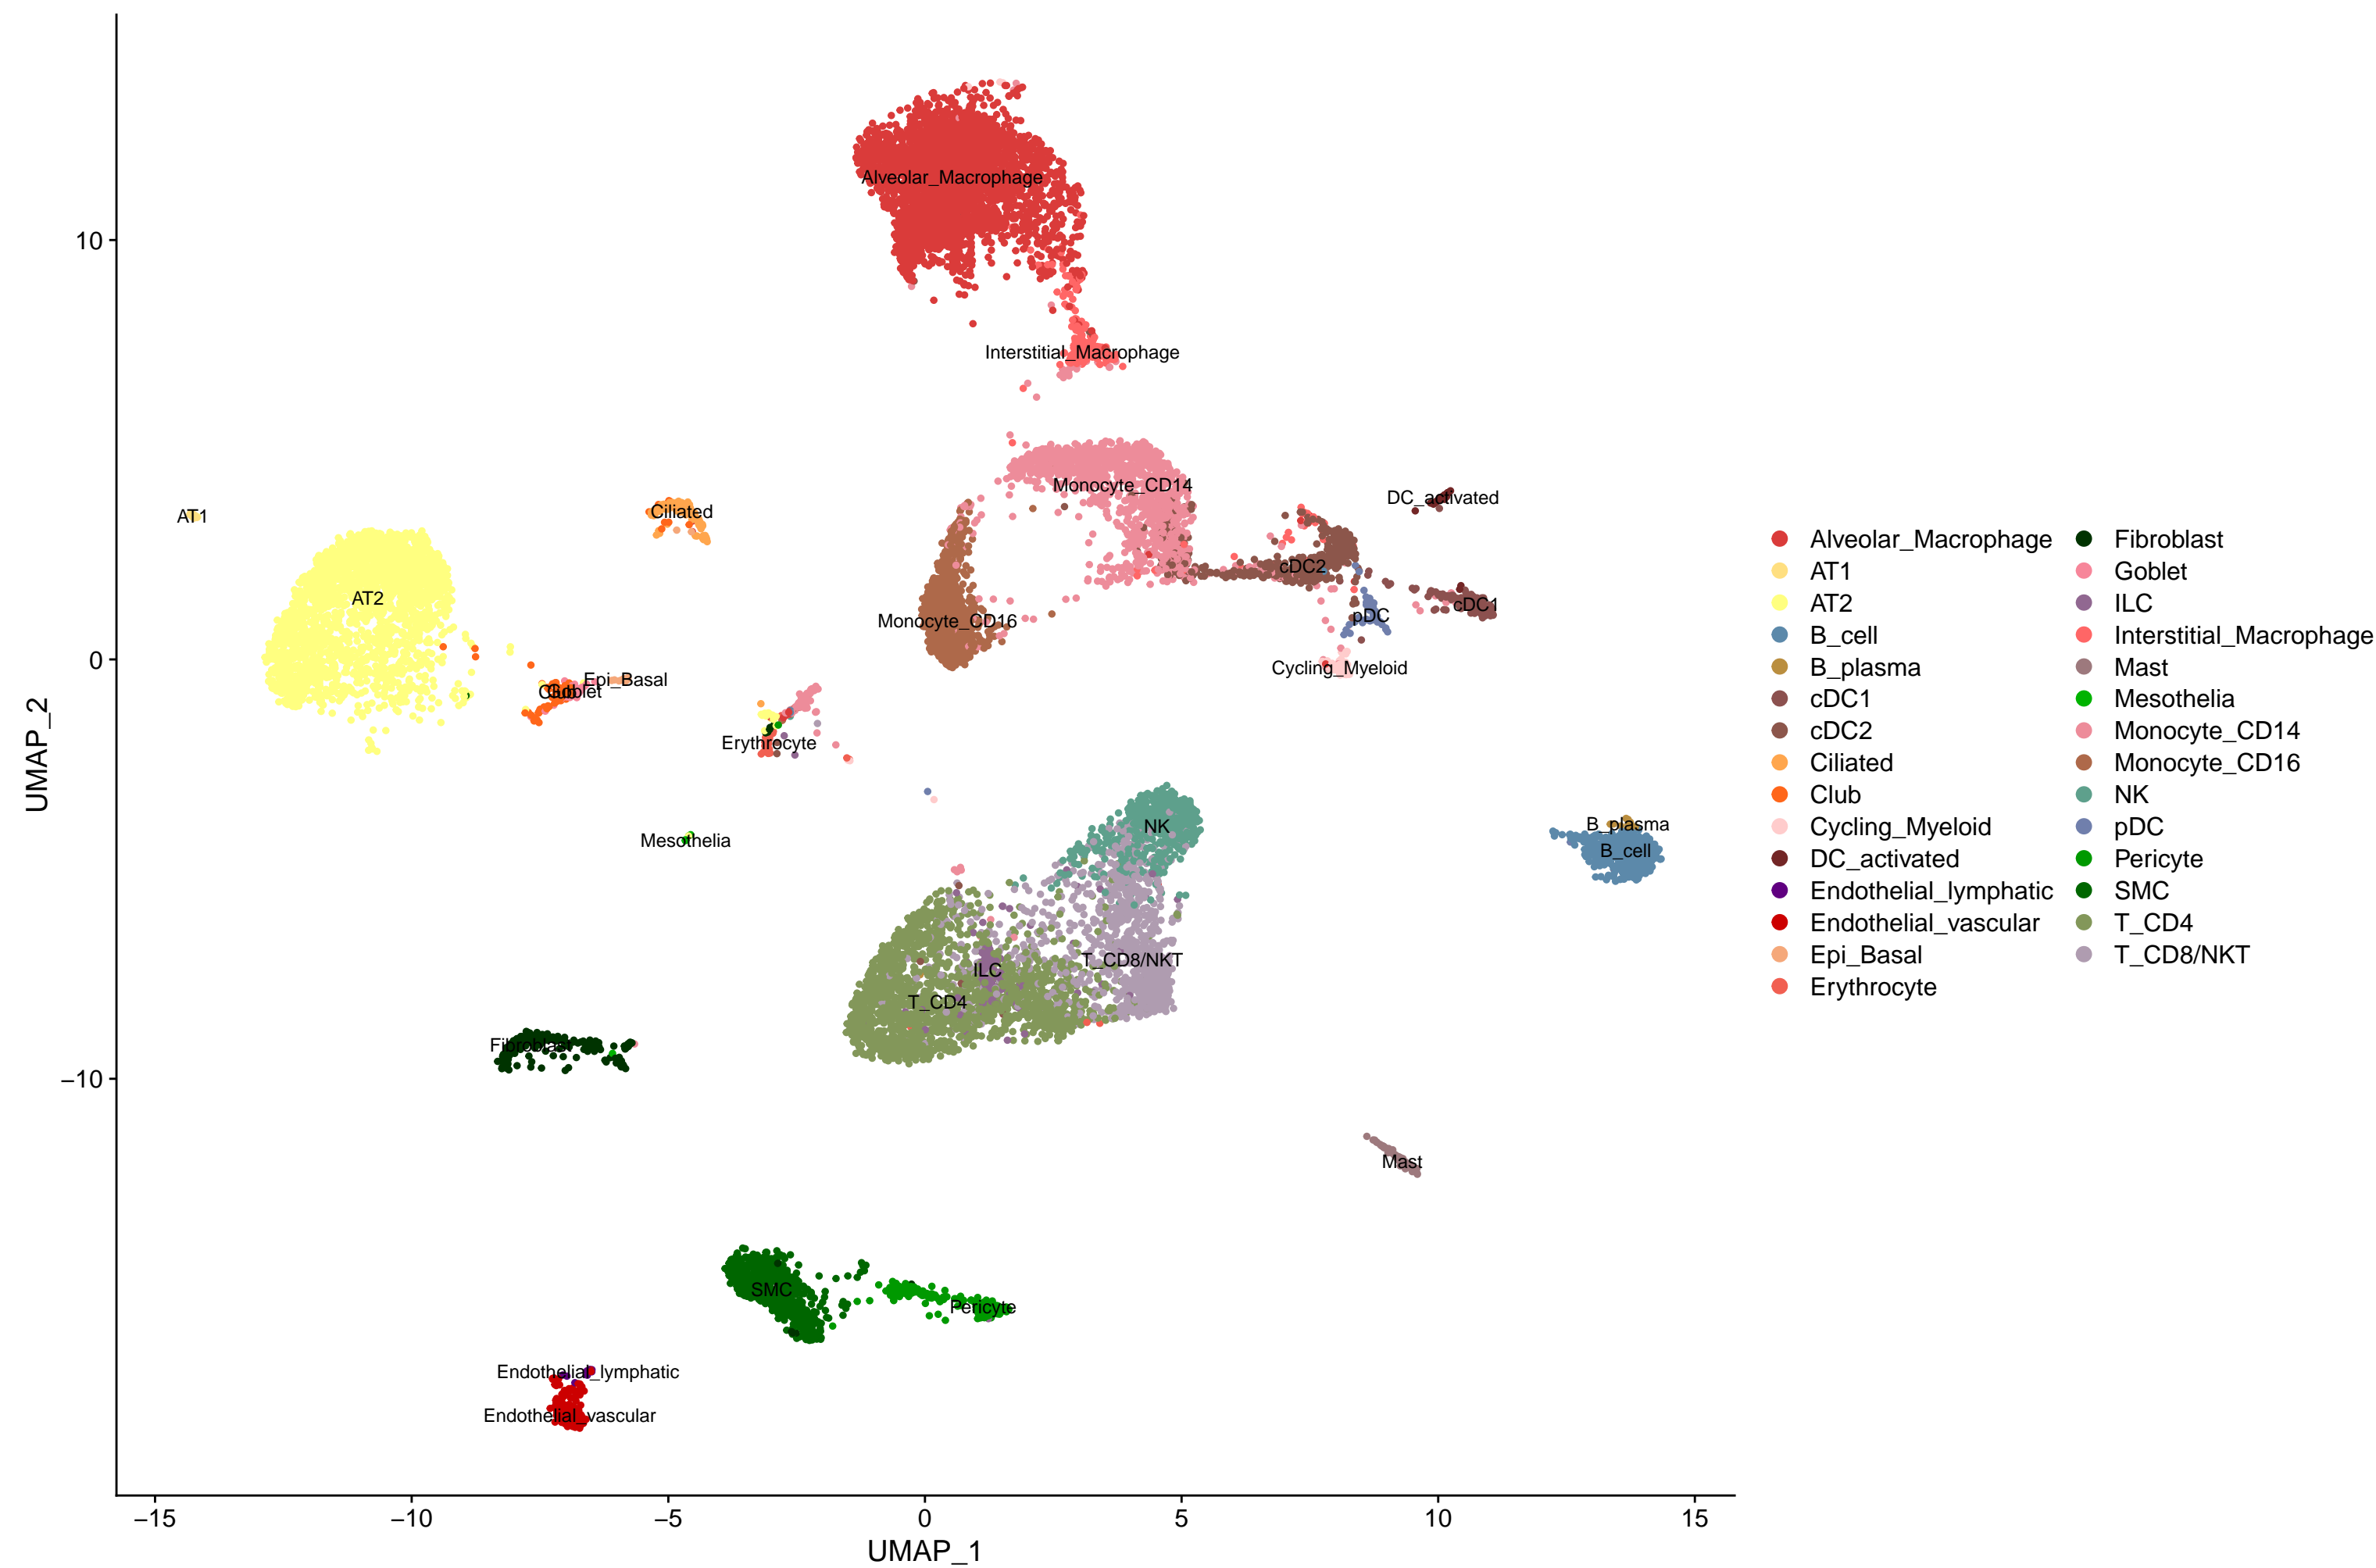 Alveolar_Macrophage
10
Interstitial_Macrophage
Monocyte_CD14
DC_activated
AT1
Ciliated
cDC2
AT2
cDC1
pDC
Monocyte_CD16
0
Cycling_Myeloid
Epi_Basal
Club
Goblet
Erythrocyte
Mesothelia
NK
B_plasma
B_cell
T_CD8/NKT
ILC
T_CD4
Fibroblast
−10
Mast
SMC
Pericyte
Endothelial_lymphatic
Endothelial_vascular
−15
−10
−5
0
5
10
15
UMAP_1
UMAP_2
Alveolar_Macrophage
AT1
AT2
B_cell
B_plasma
cDC1
cDC2
Ciliated
Club
Cycling_Myeloid
DC_activated
Endothelial_lymphatic
Endothelial_vascular
Epi_Basal
Erythrocyte
Fibroblast
Goblet
ILC
Interstitial_Macrophage
Mast
Mesothelia
Monocyte_CD14
Monocyte_CD16
NK
pDC
Pericyte
SMC
T_CD4
T_CD8/NKT